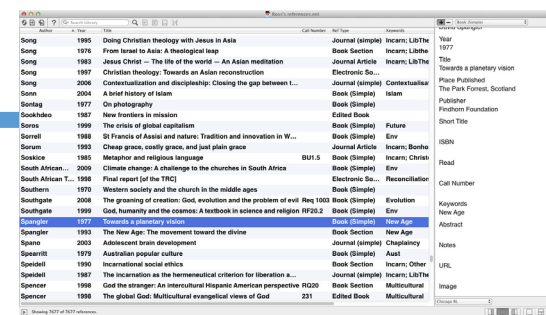 Ross's references.enl
Search Library
Author Year Title Call Number Ref Type Keywords
Song 1995 Doing Christian theology with Jesus in Asia Journal (simple) Incarn; LibThe
Song 1976 From Israel to Asia: A theological leap Book Section Incarn; Libthe
Song 1983 Jesus Christ — The life of the world — An Asian meditation Journal Article Incarn; LibThe
Song 1997 Christian theology: Towards an Asian reconstruction Electronic So...
Song 2006 Contextualization and discipleship: Closing the gap between t... Journal (simple) Contextualisa
Sonn 2004 A brief history of Islam Book (Simple) Islam
Sontag 1977 On photography Book (Simple)
Sookhdeo 1987 New frontiers in mission Edited Book
Soros 1999 The crisis of global capitalism Book (Simple) Future
Sorrell 1988 St Francis of Assisi and nature: Tradition and innovation in W... Book (Simple) Env
Sorum 1993 Cheap grace, costly grace, and just plain grace Journal Article Incarn; Bonho
Soskice 1985 Metaphor and religious language BU1.5 Book (Simple) Incarn; Christo
South African... 2009 Climate change: A challenge to the churches in South Africa Book (Simple) Env
South African T... 1998 Final report [of the TRC] Electronic So... Reconciliation
Southern 1970 Western society and the church in the middle ages Book (Simple)
Southgate 2008 The groaning of creation: God, evolution and the problem of evil Req 1003 Book (Simple) Evolution
Southgate 1999 God, humanity and the cosmos: A textbook in science and religion RF20.2 Book (Simple) Env
Spangler 1977 Towards a planetary vision Book (Simple) New Age
Spangler 1993 The New Age: The movement toward the divine Book Section New Age
Spano 2003 Adolescent brain development Journal (simple) Chaplaincy
Spearritt 1979 Australian popular culture Book (Simple) Aust
Speidell 1990 Incarnational social ethics Book Section Incarn; Other
Speidell 1987 The incarnation as the hermeneutical criterion for liberation a... Journal (simple) Incarn; LibThe
Spencer 1998 God the stranger: An intercultural Hispanic American perspective RQ20 Book Section Multicultural
Spencer 1998 The global God: Multicultural evangelical views of God 231 Edited Book Multicultural
Showing 7677 of 7677 references.
Book (Simple)
David Spangler
Year
1977
Title
Towards a planetary vision
Place Published
The Park Forrest, Scotland
Publisher
Findhorn Foundation
Short Title
ISBN
Read
Call Number
Keywords
New Age
Abstract
Notes
URL
Image
Chicago RL